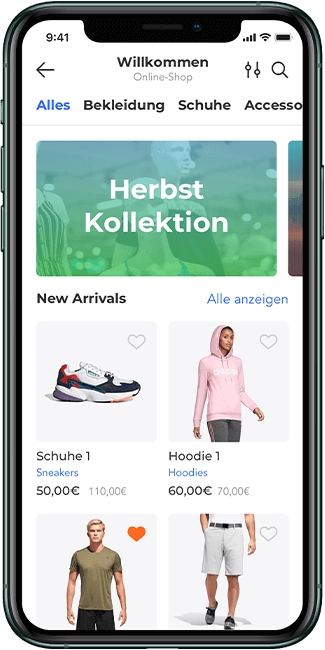 9:41
Willkommen
Online-Shop
Alles Bekleidung Schuhe Accesso
Herbst
Kollektion
New Arrivals Alle anzeigen
adidas
Schuhe 1 Hoodie 1
Sneakers Hoodies
50,00€ 110,00€ 60,00€ 70,00€